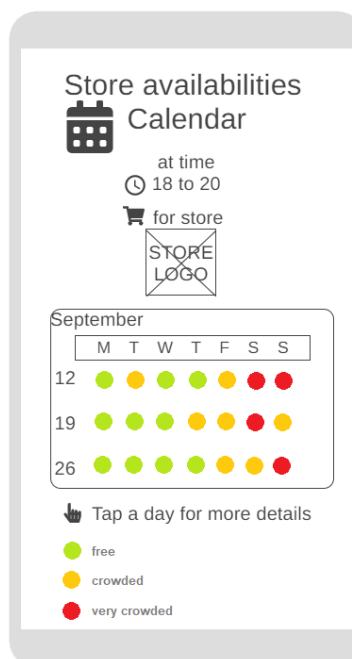 Store availabilities
Calendar
at time
18 to 20
for store
STORE
LOGO
September
M T W T F S S
12
19
26
Tap a day for more details
free
crowded
very crowded